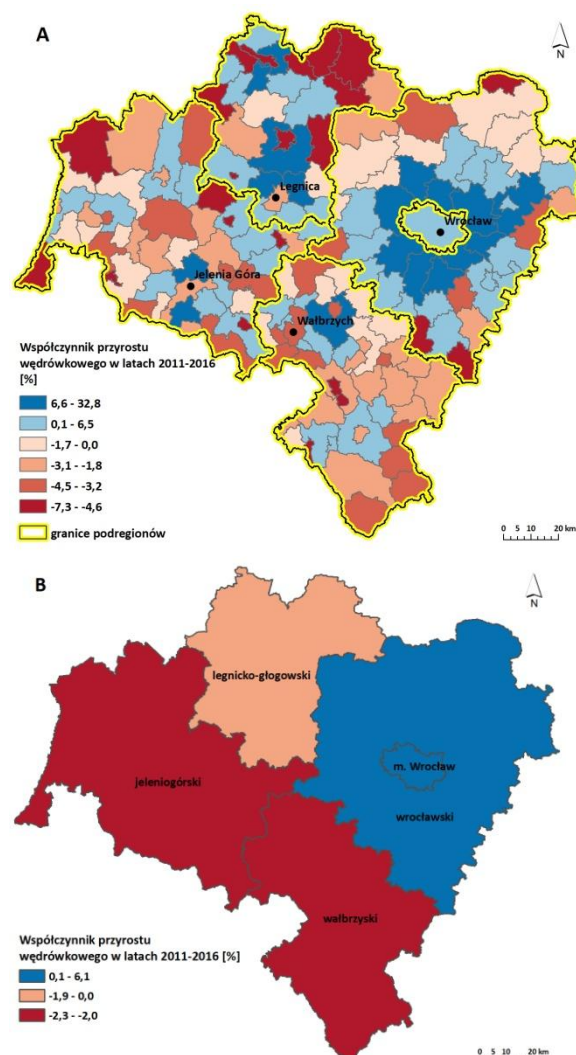 A
N
Legnica
Wrocław
Jelenia Góra
Wałbrzych
Współczynnik przyrostu
wędrówkowego w latach 2011-2016
[%]
6,6 - 32,8
0,1 - 6,5
-1,7 - 0,0
-3,1 - -1,8
-4,5 - -3,2
-7,3 - -4,6
granice podregionów
0 5 10 20 km
B
N
legnicko-głogowski
m. Wrocław
jeleniogórski
wrocławski
wałbrzyski
Współczynnik przyrostu
wędrówkowego w latach 2011-2016 [%]
0,1 - 6,1
-1,9 - 0,0
-2,3 - -2,0
0 5 10 20 km